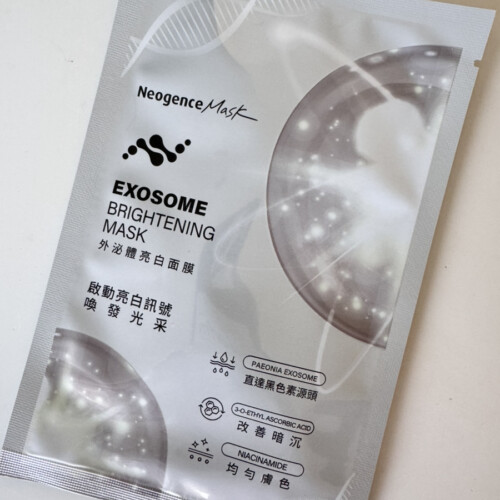 Neogence Mask
EXOSOME
BRIGHTENING
MASK
外泌體亮白面膜
啟動亮白訊號
喚發光采
PAEONIA EXOSOME
直達黑色素源頭
3-O-ETHYL ASCORBIC ACID
改善暗沉
NIACINAMIDE
均勻膚色